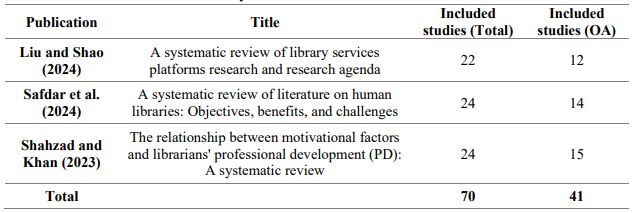 Publication Title Included studies (Total) Included studies (OA)
Liu and Shao (2024) A systematic review of library services platforms research and research agenda 22 12
Safdar et al. (2024) A systematic review of literature on human libraries: Objectives, benefits, and challenges 24 14
Shahzad and Khan (2023) The relationship between motivational factors and librarians' professional development (PD): A systematic review 24 15
Total 70 41